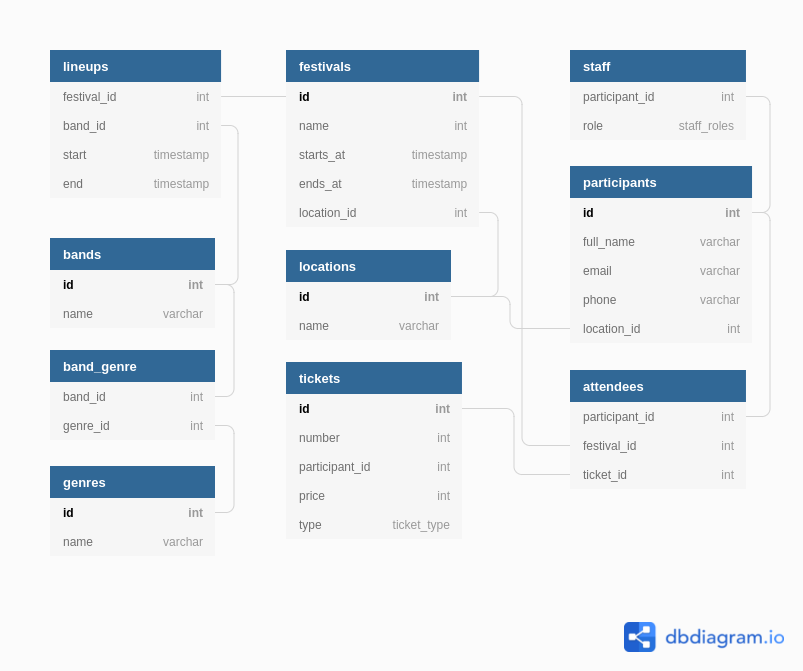 lineups
festival_id int
band_id int
start timestamp
end timestamp
bands
id int
name varchar
band_genre
band_id int
genre_id int
genres
id int
name varchar
festivals
id int
name int
starts_at timestamp
ends_at timestamp
location_id int
locations
id int
name varchar
tickets
id int
number int
participant_id int
price int
type ticket_type
staff
participant_id int
role staff_roles
participants
id int
full_name varchar
email varchar
phone varchar
location_id int
attendees
participant_id int
festival_id int
ticket_id int
dbdiagram.io